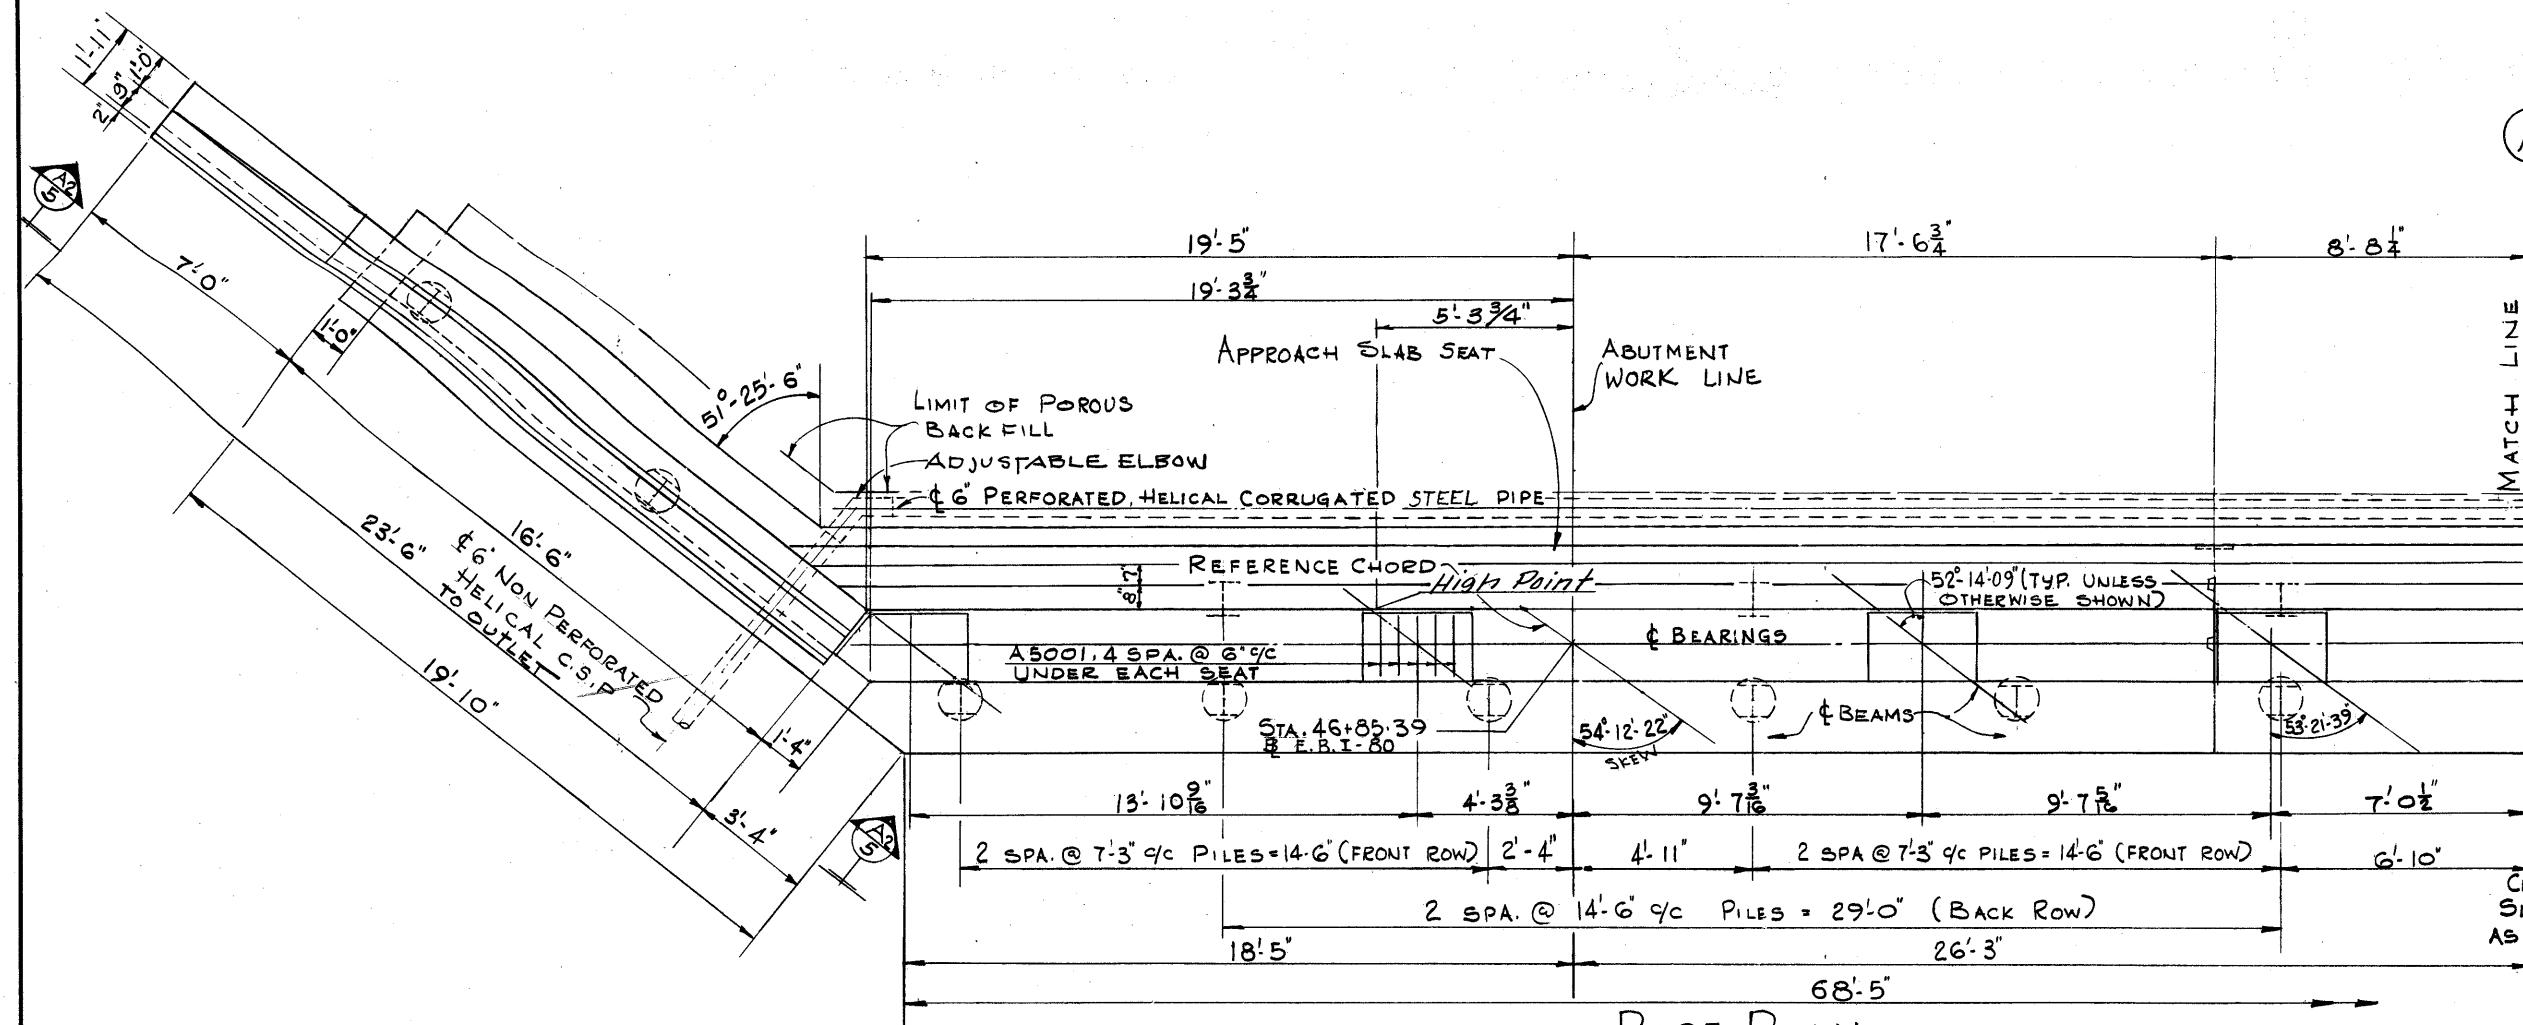 1'-11"
1'-0"
9"
2"
A2
5
7'-0"
1'-0"
19'-5"
17'-6 3/4"
8'-8 1/4"
19'-3 3/4"
5'-3 3/4"
APPROACH SLAB SEAT
ABUTMENT
WORK LINE
MATCH LINE
51°-25'-6"
LIMIT OF POROUS
BACKFILL
ADJUSTABLE ELBOW
℄ 6" PERFORATED, HELICAL CORRUGATED STEEL PIPE
REFERENCE CHORD
High Point
7"
8"
52°-14'-09" (TYP. UNLESS
OTHERWISE SHOWN)
℄ BEARINGS
A5001, 4 SPA. @ 6" c/c
UNDER EACH SEAT
16'-6"
23'-6"
℄ 6" NON PERFORATED
HELICAL C.S.P
TO OUTLET
19'-10"
1'-4"
3'-4"
STA. 46+85.39
B E.B. I-80
54°-12'-22"
SKEW
℄ BEAMS
53°-21'-39"
A2
5
13'-10 9/16"
4'-3 3/8"
9'-7 3/16"
9'-7 5/16"
7'-0 1/2"
2 SPA. @ 7'-3" c/c PILES = 14'-6" (FRONT ROW)
2'-4"
4'-11"
2 SPA @ 7'-3" c/c PILES = 14'-6" (FRONT ROW)
6'-10"
2 SPA. @ 14'-6" c/c PILES = 29'-0" (BACK ROW)
AS
18'-5"
26'-3"
68'-5"